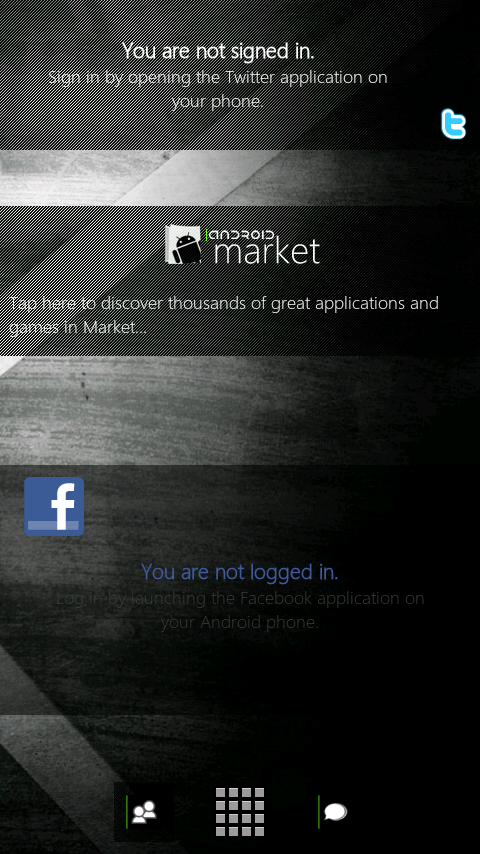 You are not signed in.
Sign in by opening the Twitter application on
your phone.
t
ANDROID
market
Tap here to discover thousands of great applications and
games in Market...
f
You are not logged in.
Log in by launching the Facebook application on
your Android phone.